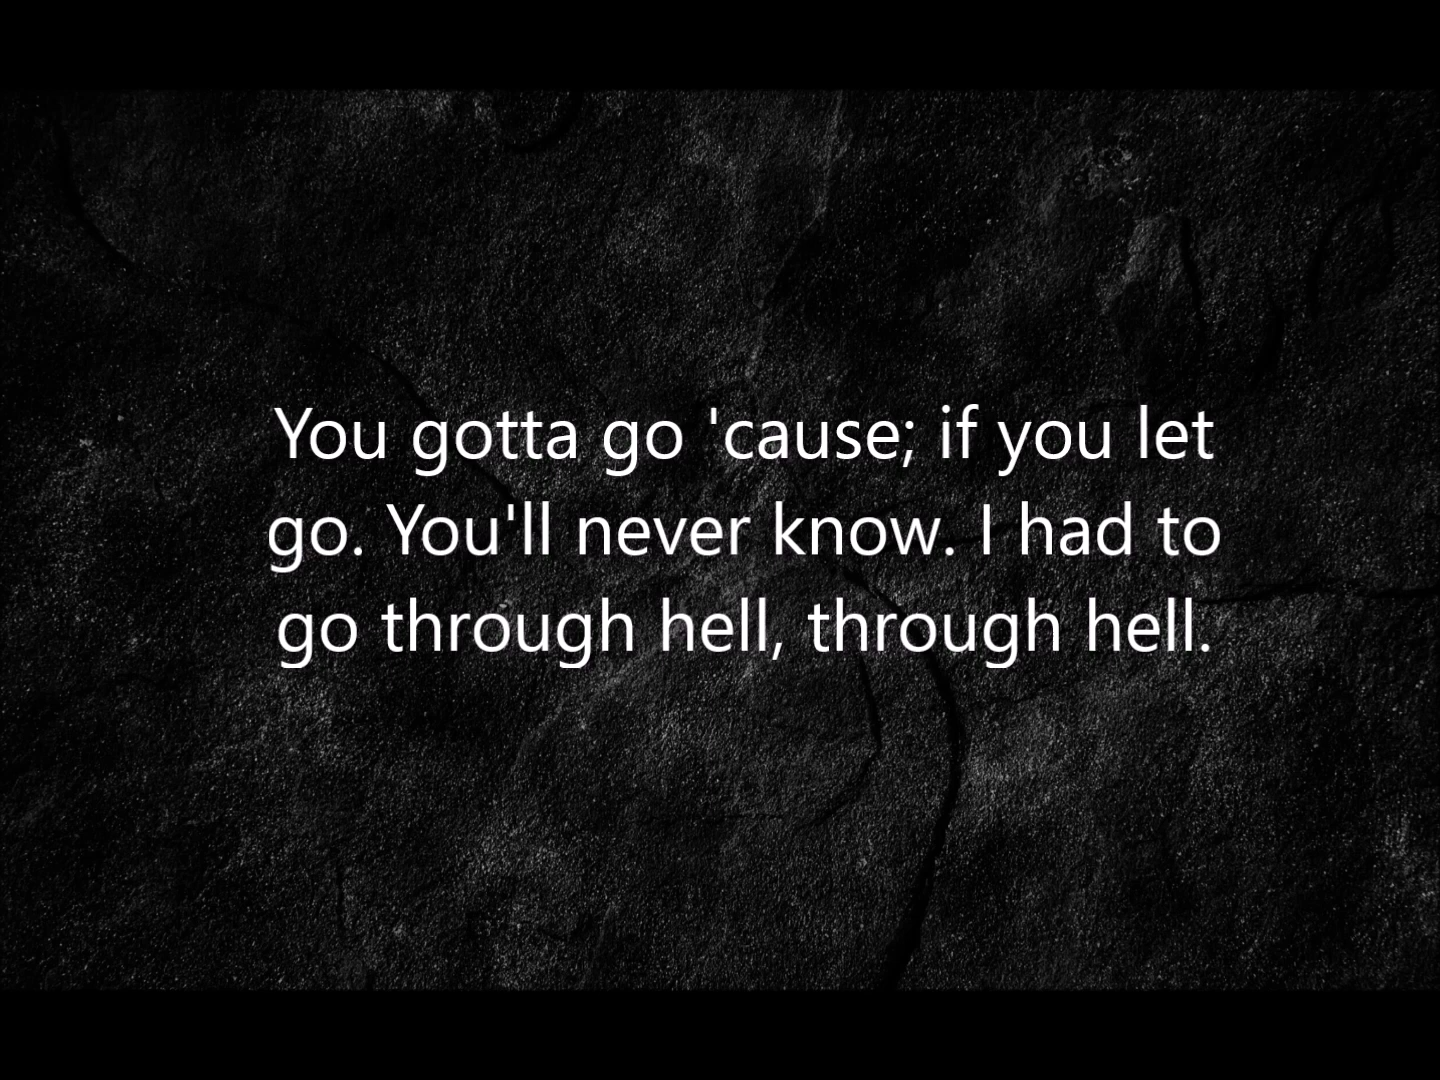 You gotta go 'cause; if you let
go. You'll never know. I had to
go through hell, through hell.